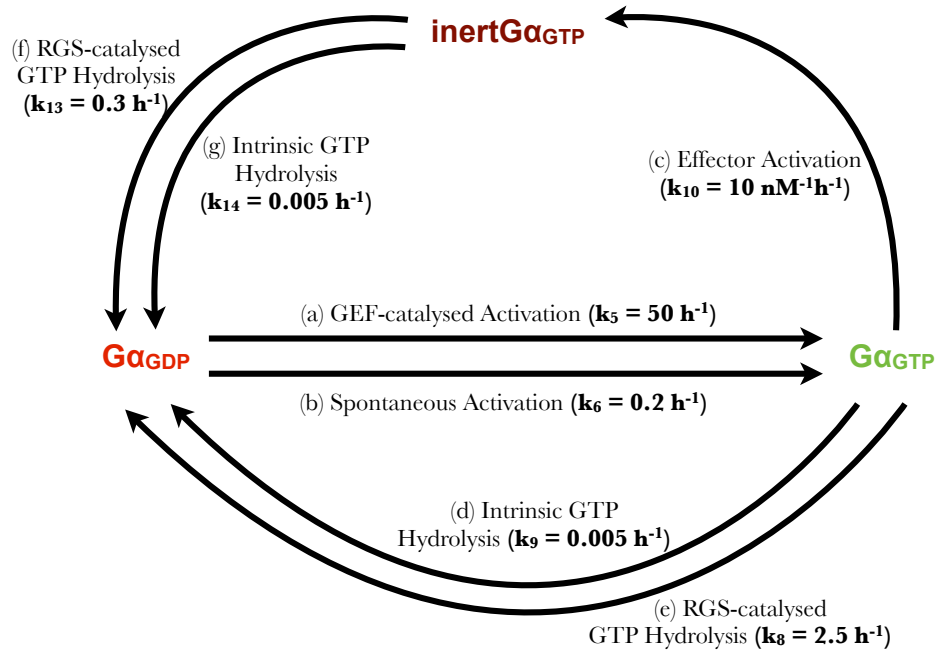 inertGαGTP
(f) RGS-catalysed
GTP Hydrolysis
(k13 = 0.3 h-1)
(g) Intrinsic GTP
Hydrolysis
(k14 = 0.005 h-1)
(c) Effector Activation
(k10 = 10 nM-1h-1)
(a) GEF-catalysed Activation (k5 = 50 h-1)
GαGDP
GαGTP
(b) Spontaneous Activation (k6 = 0.2 h-1)
(d) Intrinsic GTP
Hydrolysis (k9 = 0.005 h-1)
(e) RGS-catalysed
GTP Hydrolysis (k8 = 2.5 h-1)